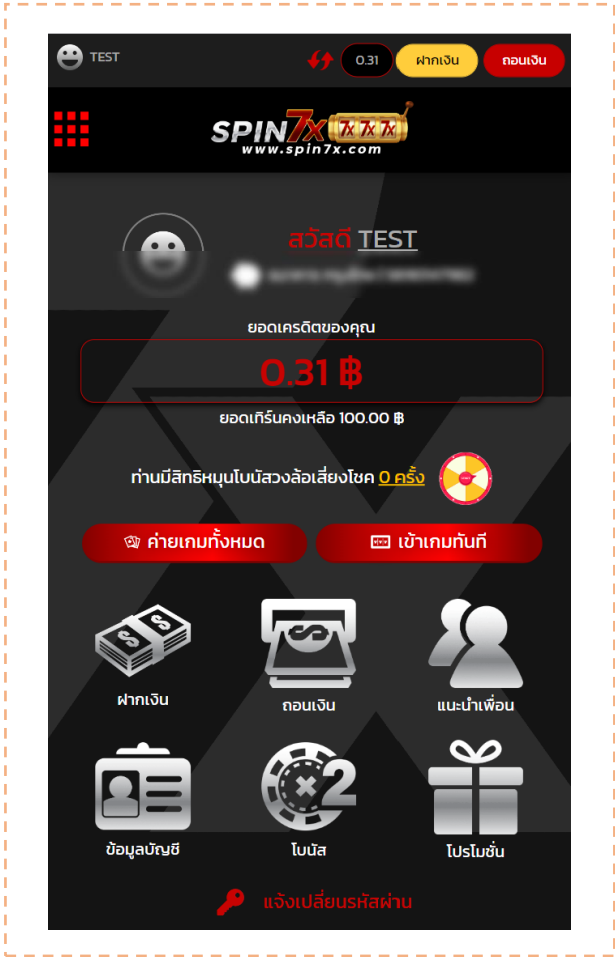 TEST
0.31
ฝากเงิน
ถอนเงิน
SPIN7X 7X 7X 7X
www.spin7x.com
สวัสดี TEST
ยอดเครดิตของคุณ
0.31 ฿
ยอดเทิร์นคงเหลือ 100.00 ฿
ท่านมีสิทธิหมุนโบนัสวงล้อเสี่ยงโชค 0 ครั้ง
ค่ายเกมทั้งหมด
เข้าเกมทันที
ฝากเงิน
ถอนเงิน
แนะนำเพื่อน
ข้อมูลบัญชี
โบนัส
โปรโมชั่น
แจ้งเปลี่ยนรหัสผ่าน